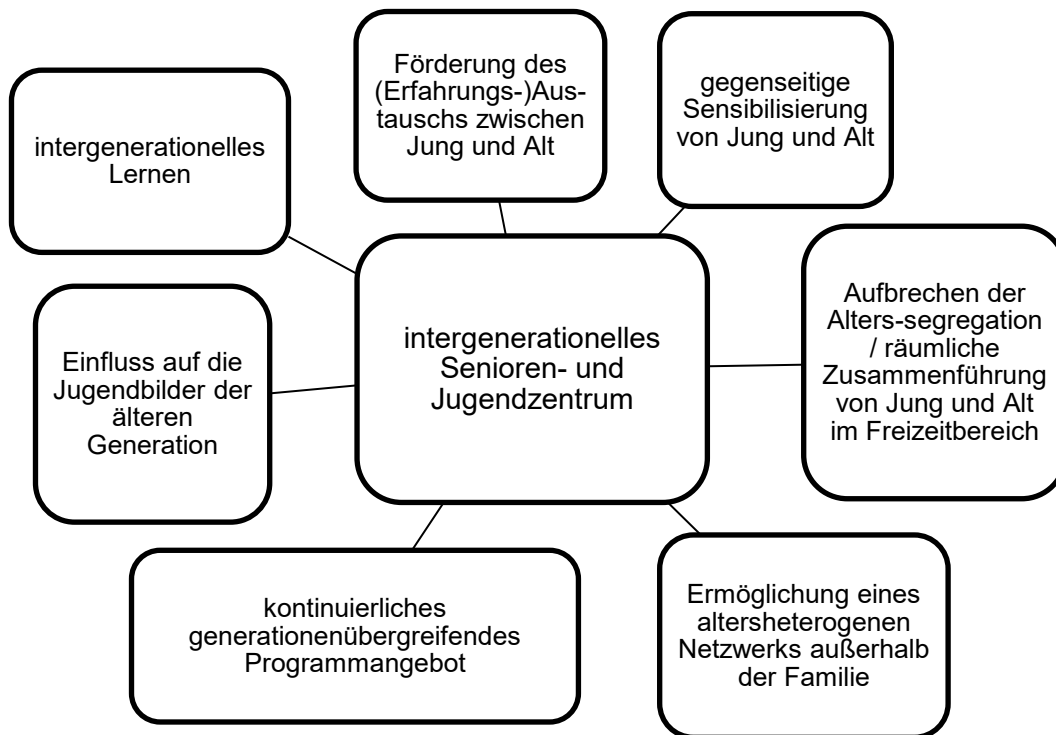 Förderung des
(Erfahrungs-)Aus-
tauschs zwischen
Jung und Alt
gegenseitige
Sensibilisierung
von Jung und Alt
intergenerationelles
Lernen
Aufbrechen der
Alters-segregation
/ räumliche
Zusammenführung
von Jung und Alt
im Freizeitbereich
intergenerationelles
Senioren- und
Jugendzentrum
Einfluss auf die
Jugendbilder der
älteren
Generation
kontinuierliches
generationenübergreifendes
Programmangebot
Ermöglichung eines
altersheterogenen
Netzwerks außerhalb
der Familie